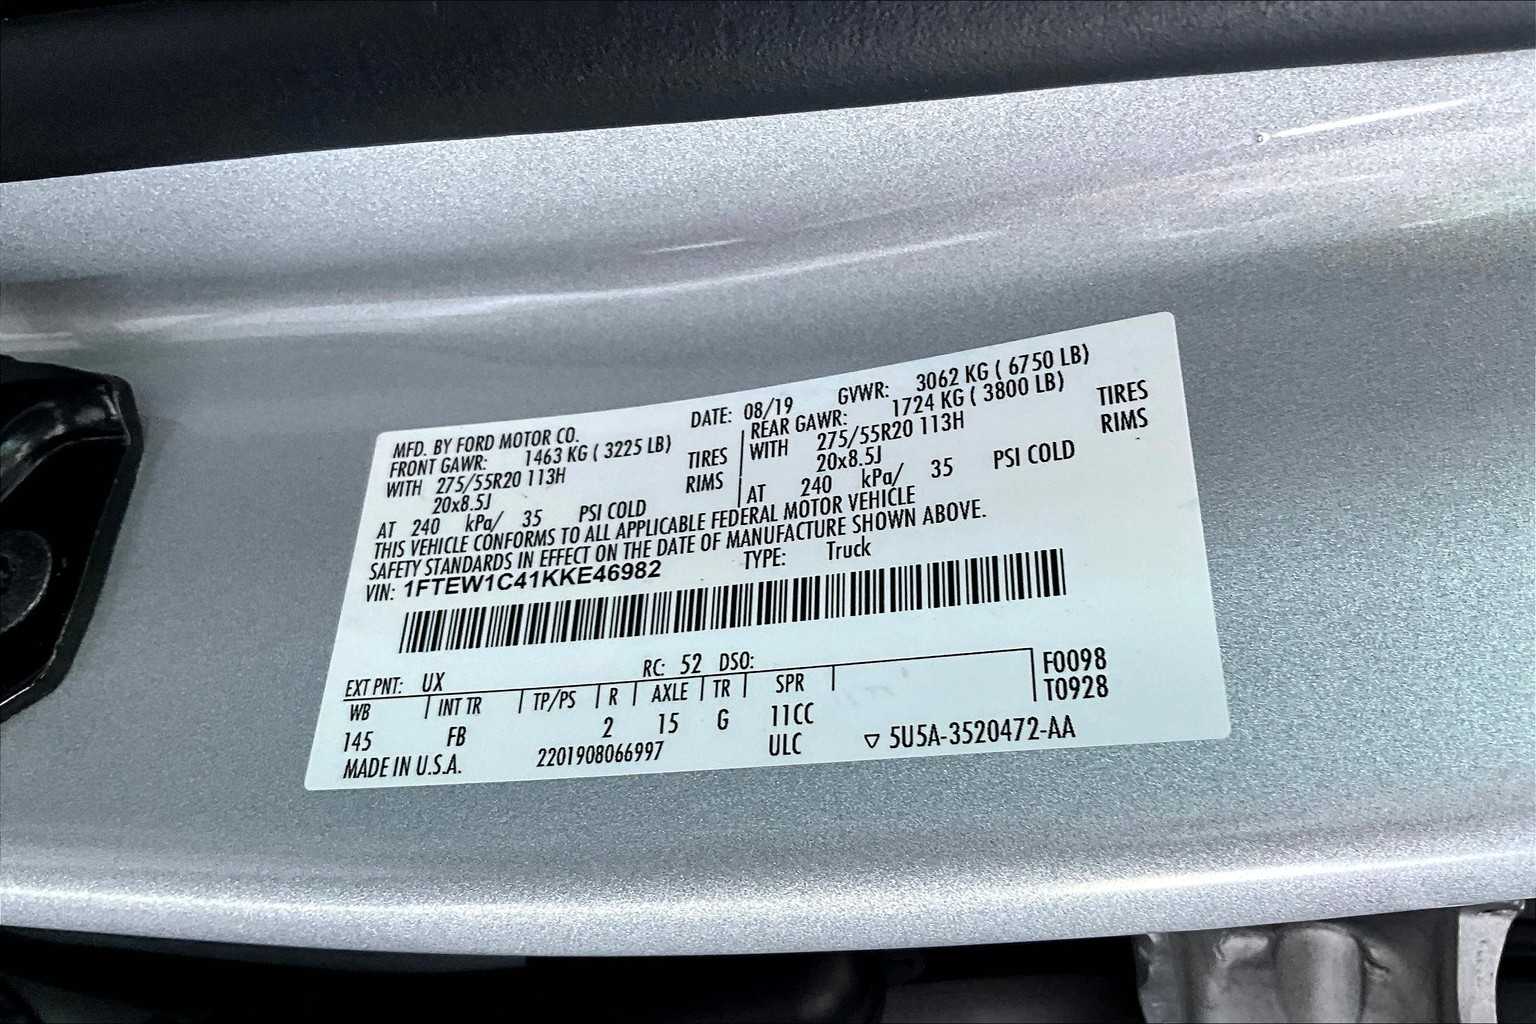 MFD. BY FORD MOTOR CO. DATE: 08/19 GVWR: 3062 KG ( 6750 LB)
FRONT GAWR: 1463 KG ( 3225 LB) REAR GAWR: 1724 KG ( 3800 LB)
WITH 275/55R20 113H TIRES WITH 275/55R20 113H TIRES
20x8.5J RIMS 20x8.5J RIMS
AT 240 kPa/ 35 PSI COLD AT 240 kPa/ 35 PSI COLD
THIS VEHICLE CONFORMS TO ALL APPLICABLE FEDERAL MOTOR VEHICLE
SAFETY STANDARDS IN EFFECT ON THE DATE OF MANUFACTURE SHOWN ABOVE.
VIN: 1FTEW1C41KKE46982 TYPE: Truck
EXT PNT: UX RC: 52 DSO: F0098
WB INT TR TP/PS R AXLE TR SPR T0928
145 FB 2 15 G 11CC
MADE IN U.S.A. 2201908066997 ULC ▽ 5U5A-3520472-AA